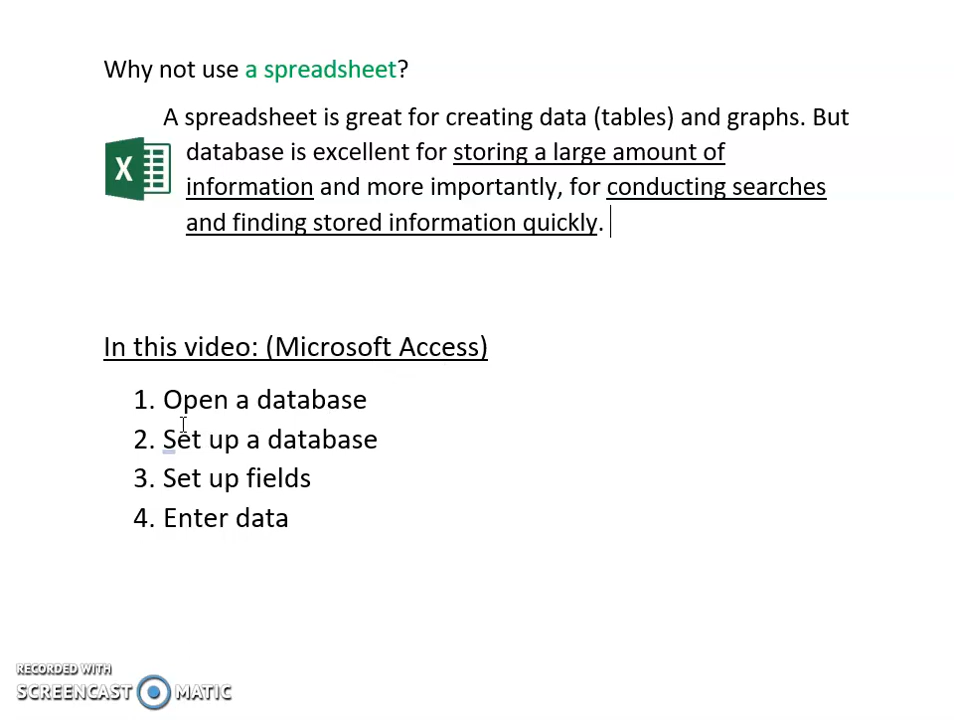 Why not use a spreadsheet?
A spreadsheet is great for creating data (tables) and graphs. But
database is excellent for storing a large amount of
X
information and more importantly, for conducting searches
and finding stored information quickly.
In this video: (Microsoft Access)
1. Open a database
2. Set up a database
3. Set up fields
4. Enter data
RECORDED WITH
SCREENCAST MATIC